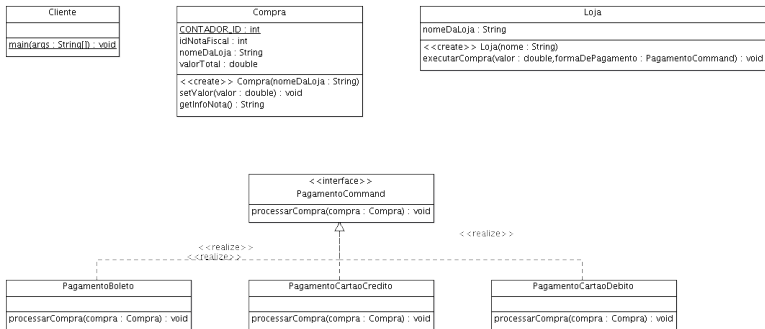 Cliente
main(args : String[]) : void
Compra
CONTADOR_ID : int
idNotaFiscal : int
nomeDaLoja : String
valorTotal : double
<<create>> Compra(nomeDaLoja : String)
setValor(valor : double) : void
getInfoNota() : String
Loja
nomeDaLoja : String
<<create>> Loja(nome : String)
executarCompra(valor : double,formaDePagamento : PagamentoCommand) : void
<<interface>>
PagamentoCommand
processarCompra(compra : Compra) : void
<<realize>>
<<realize>>
<<realize>>
PagamentoBoleto
processarCompra(compra : Compra) : void
PagamentoCartaoCredito
processarCompra(compra : Compra) : void
PagamentoCartaoDebito
processarCompra(compra : Compra) : void